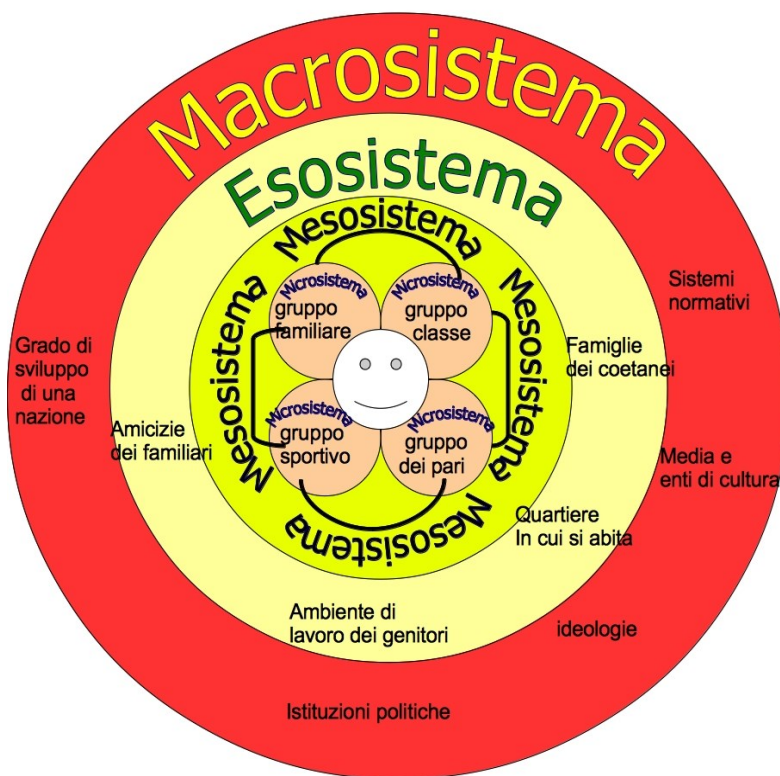 Macrosistema
Esosistema
Mesosistema
Mesosistema
Mesosistema
Mesosistema
Microsistema
gruppo
familiare
Microsistema
gruppo
classe
Microsistema
gruppo
sportivo
Microsistema
gruppo
dei pari
Sistemi
normativi
Grado di
sviluppo
di una
nazione
Famiglie
dei coetanei
Amicizie
dei familiari
Media e
enti di cultura
Quartiere
In cui si abita
Ambiente di
lavoro dei genitori
ideologie
Istituzioni politiche